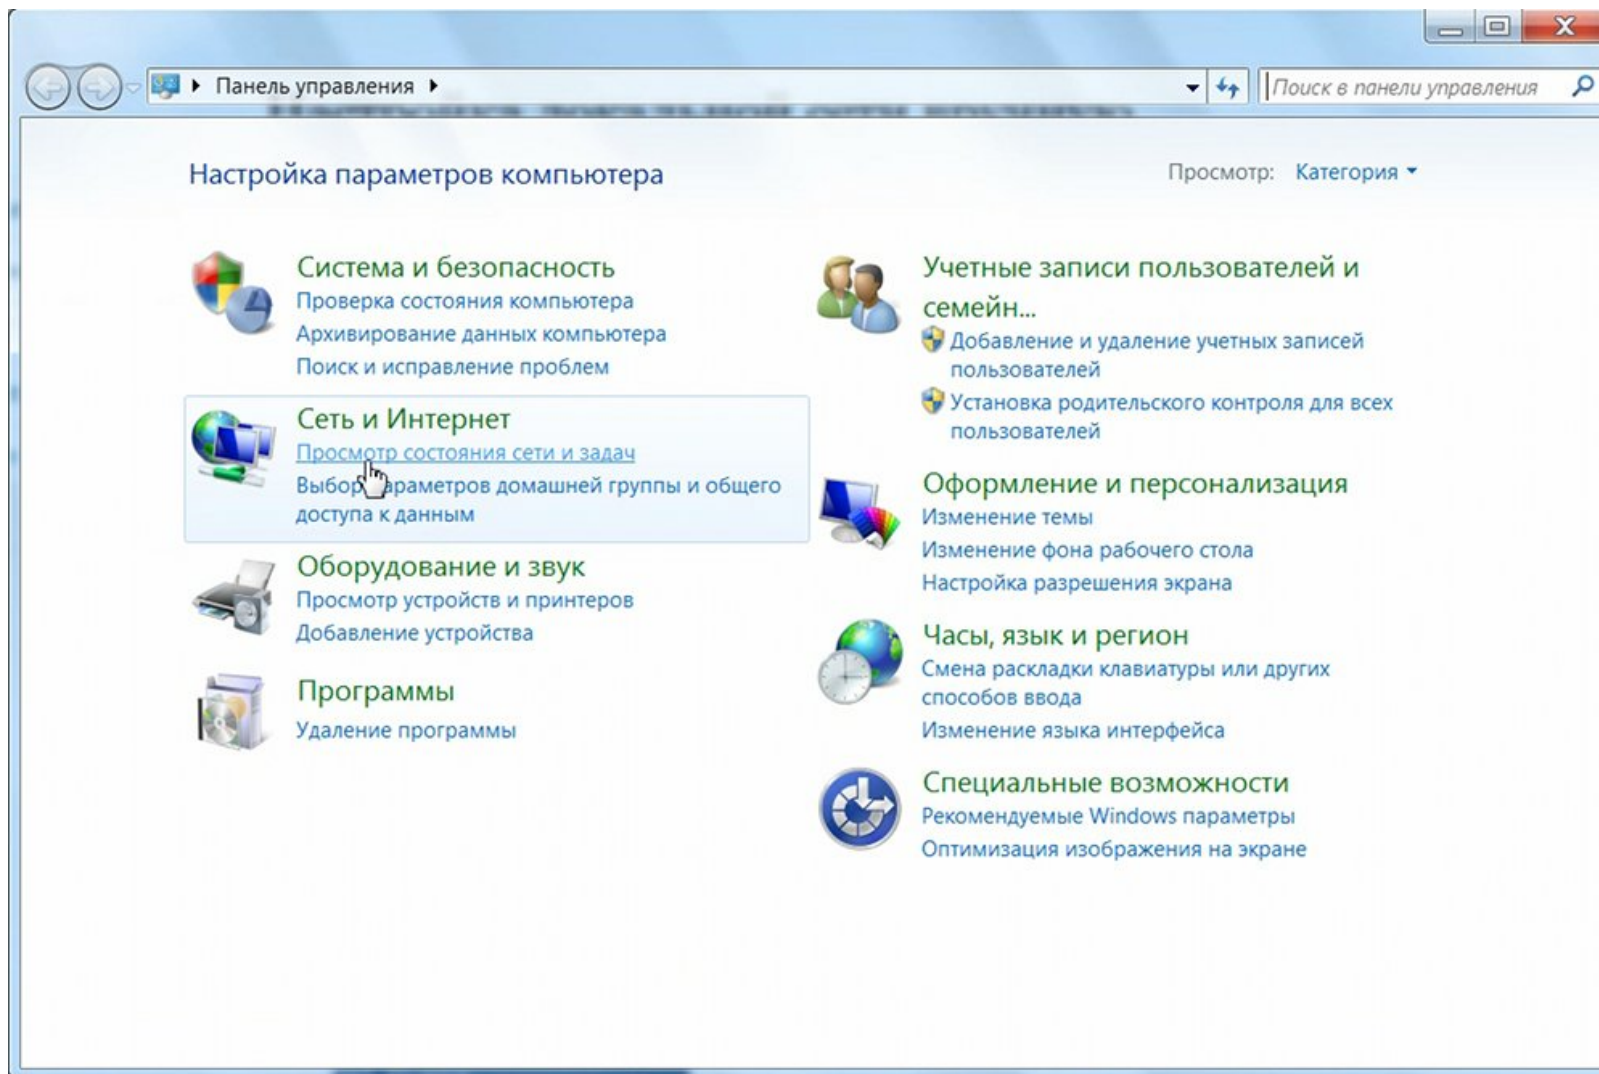 Панель управления
Поиск в панели управления
Настройка параметров компьютера
Просмотр: Категория
Система и безопасность
Проверка состояния компьютера
Архивирование данных компьютера
Поиск и исправление проблем
Сеть и Интернет
Просмотр состояния сети и задач
Выбор параметров домашней группы и общего
доступа к данным
Оборудование и звук
Просмотр устройств и принтеров
Добавление устройства
Программы
Удаление программы
Учетные записи пользователей и
семейн...
Добавление и удаление учетных записей
пользователей
Установка родительского контроля для всех
пользователей
Оформление и персонализация
Изменение темы
Изменение фона рабочего стола
Настройка разрешения экрана
Часы, язык и регион
Смена раскладки клавиатуры или других
способов ввода
Изменение языка интерфейса
Специальные возможности
Рекомендуемые Windows параметры
Оптимизация изображения на экране